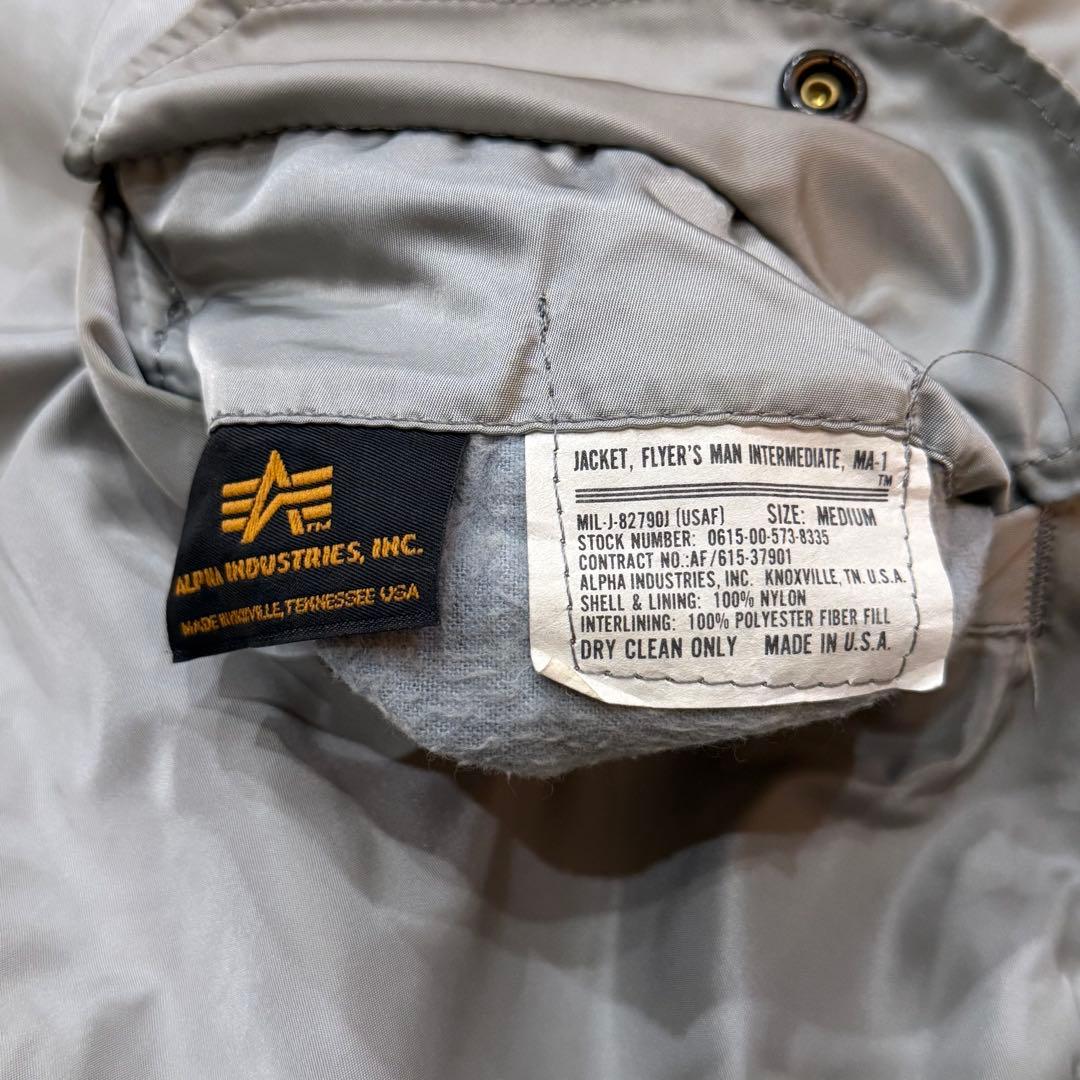 TM
ALPHA INDUSTRIES, INC.
MADE IN KNOXVILLE, TENNESSEE USA
JACKET, FLYER'S MAN INTERMEDIATE, MA-1
TM
MIL-J-82790J (USAF) SIZE: MEDIUM
STOCK NUMBER: 0615-00-573-8335
CONTRACT NO.:AF/615-37901
ALPHA INDUSTRIES, INC. KNOXVILLE, TN. U.S.A.
SHELL & LINING: 100% NYLON
INTERLINING: 100% POLYESTER FIBER FILL
DRY CLEAN ONLY MADE IN U.S.A.